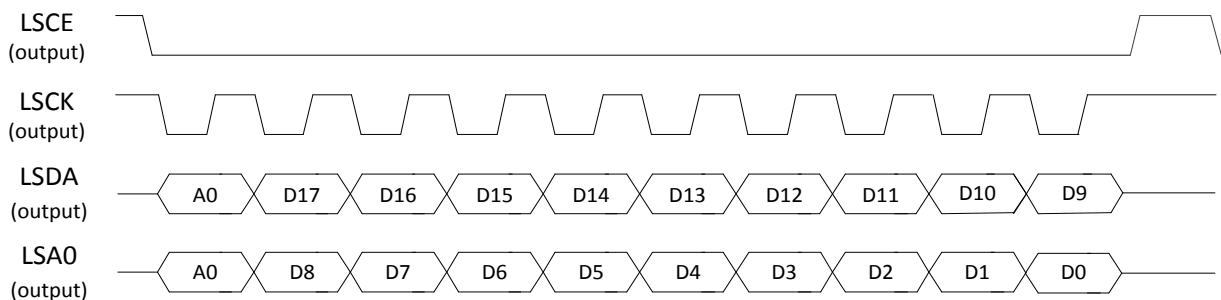 LSCE
(output)
LSCK
(output)
LSDA
(output)
A0 D17 D16 D15 D14 D13 D12 D11 D10 D9
LSA0
(output)
A0 D8 D7 D6 D5 D4 D3 D2 D1 D0